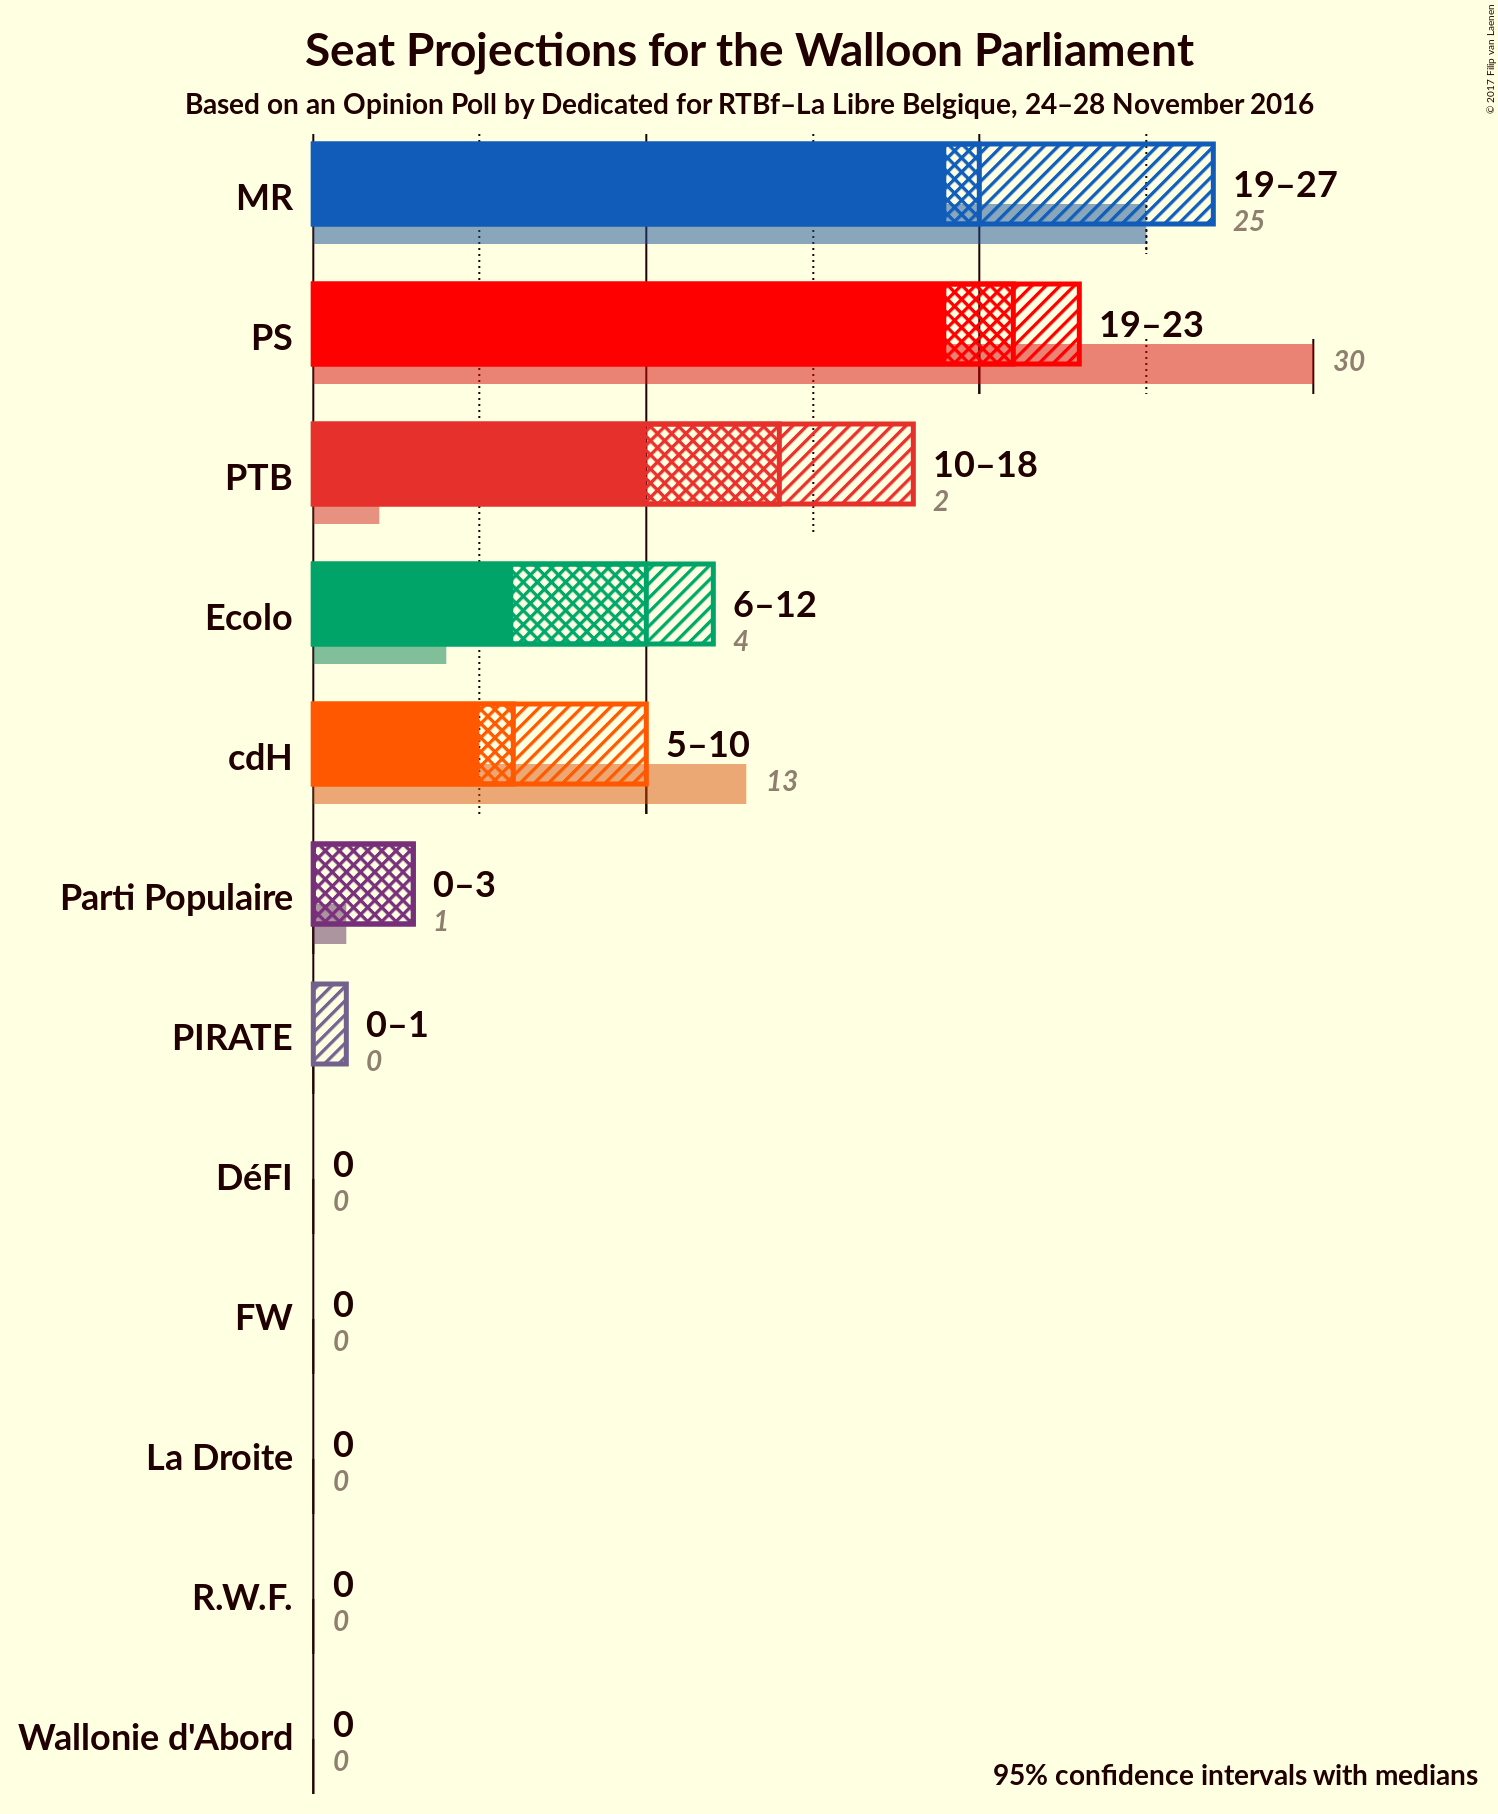 Seat Projections for the Walloon Parliament
Based on an Opinion Poll by Dedicated for RTBf–La Libre Belgique, 24–28 November 2016
© 2017 Filip van Laenen
MR
19–27
25
PS
19–23
30
PTB
10–18
2
Ecolo
6–12
4
cdH
5–10
13
Parti Populaire
0–3
1
PIRATE
0–1
0
DéFI
0
0
FW
0
0
La Droite
0
0
R.W.F.
0
0
Wallonie d'Abord
0
0
95% confidence intervals with medians